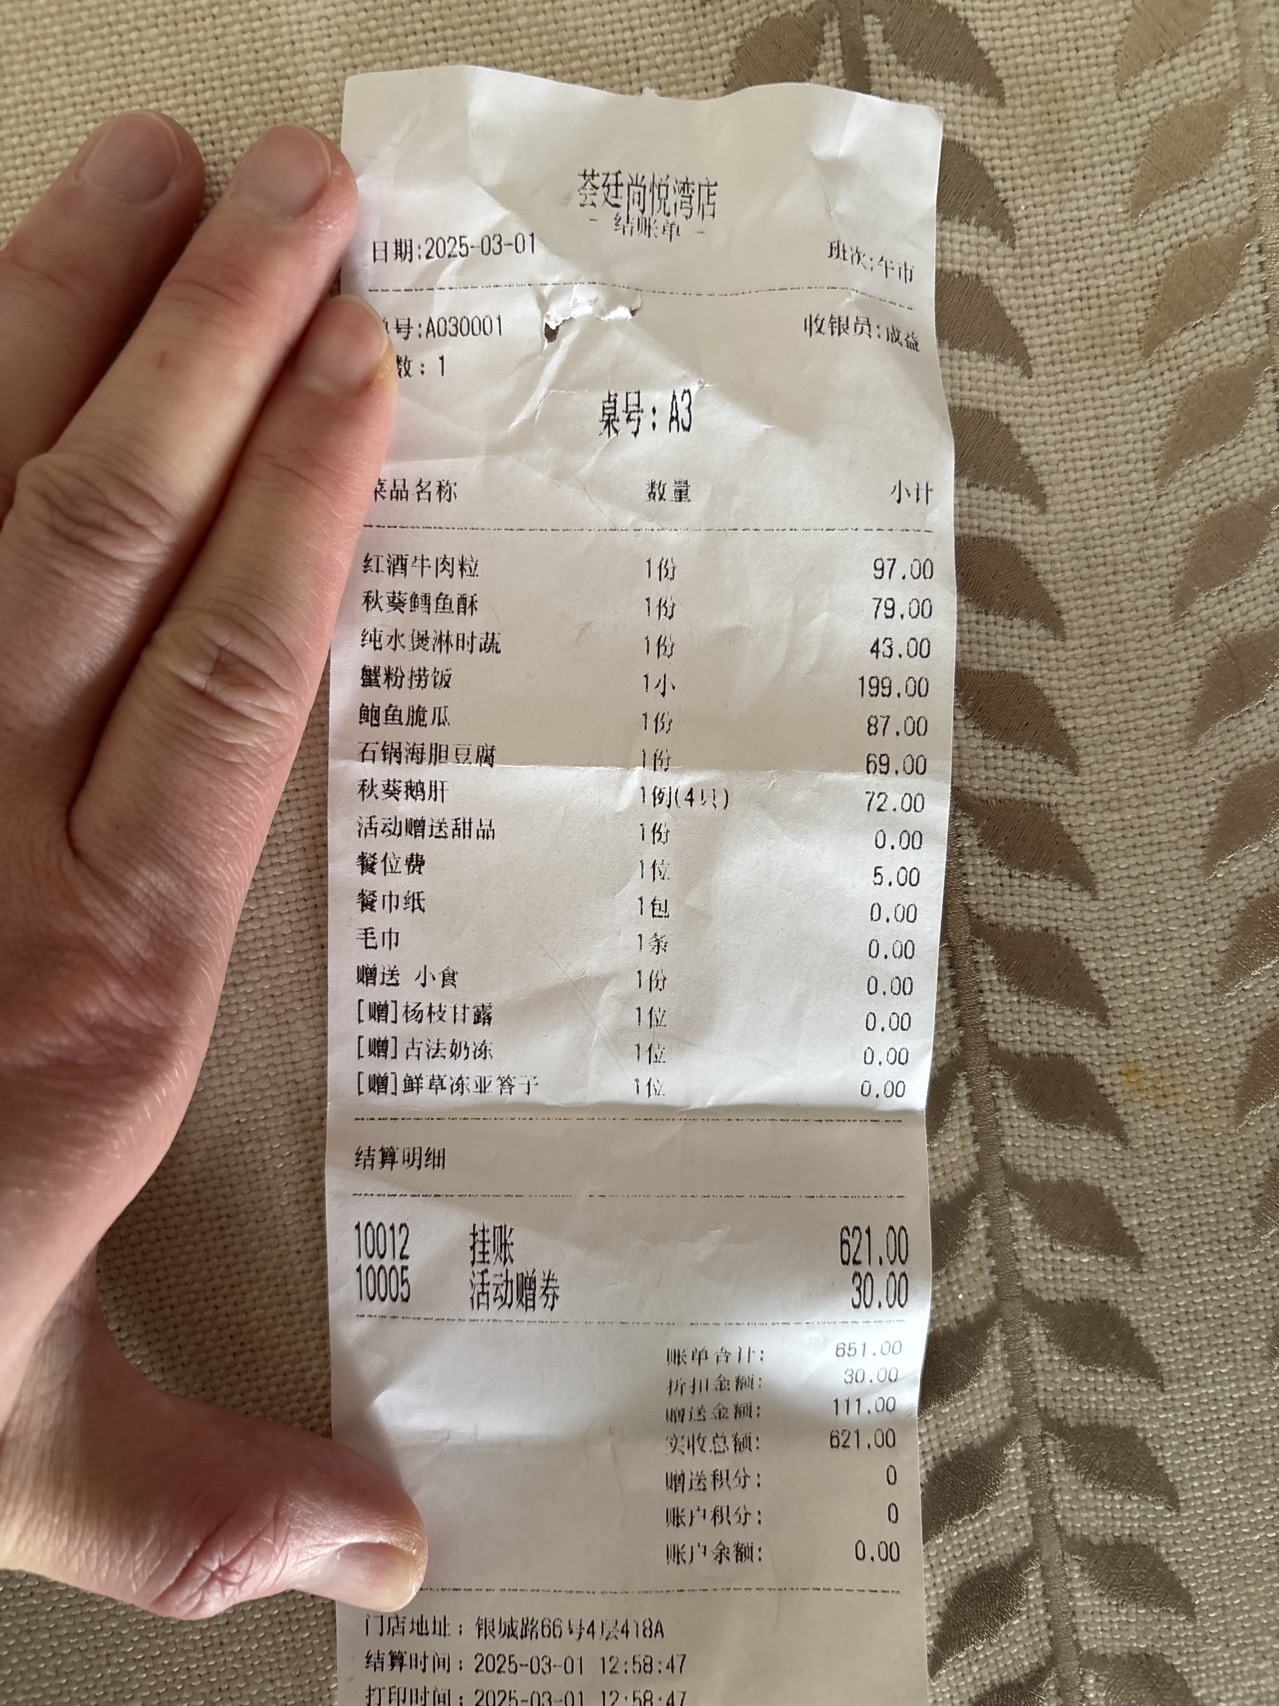 荟廷尚悦湾店
- 结账单 -
日期:2025-03-01 班次:午市
单号:A030001 收银员:成益
数: 1
桌号: A3
菜品名称 数量 小计
红酒牛肉粒 1份 97.00
秋葵鳕鱼酥 1份 79.00
纯水煲淋时蔬 1份 43.00
蟹粉捞饭 1小 199.00
鲍鱼脆瓜 1份 87.00
石锅海胆豆腐 1份 69.00
秋葵鹅肝 1例(4只) 72.00
活动赠送甜品 1份 0.00
餐位费 1位 5.00
餐巾纸 1包 0.00
毛巾 1条 0.00
赠送 小食 1份 0.00
[赠]杨枝甘露 1位 0.00
[赠]古法奶冻 1位 0.00
[赠]鲜草冻亚答子 1位 0.00
结算明细
10012 挂账 621.00
10005 活动赠券 30.00
账单合计: 651.00
折扣金额: 30.00
赠送金额: 111.00
实收总额: 621.00
赠送积分: 0
账户积分: 0
账户余额: 0.00
门店地址: 银城路66号4层418A
结算时间: 2025-03-01 12:58:47
打印时间: 2025-03-01 12:58:47